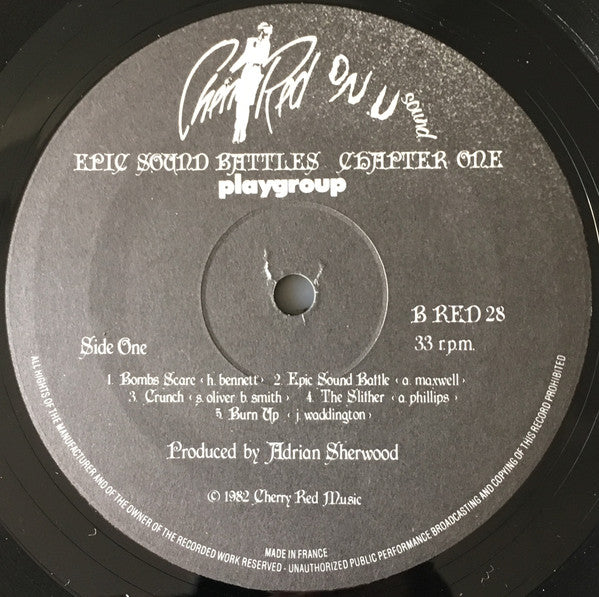 Cherry Red ON-U sound
EPIC SOUND BATTLES CHAPTER ONE
playgroup
B RED 28
Side One
33 r.p.m.
1. Bombs Scare ‹ h. bennett › 2. Epic Sound Battle ‹ a. maxwell ›
3. Crunch ‹ s. oliver b. smith › 4. The Slither ‹ a. phillips ›
5. Burn Up ‹ j. waddington ›
Produced by Adrian Sherwood
© 1982 Cherry Red Music
MADE IN FRANCE
ALL RIGHTS OF THE MANUFACTURER AND OF THE OWNER OF THE RECORDED WORK RESERVED - UNAUTHORIZED PUBLIC PERFORMANCE BROADCASTING AND COPYING OF THIS RECORD PROHIBITED